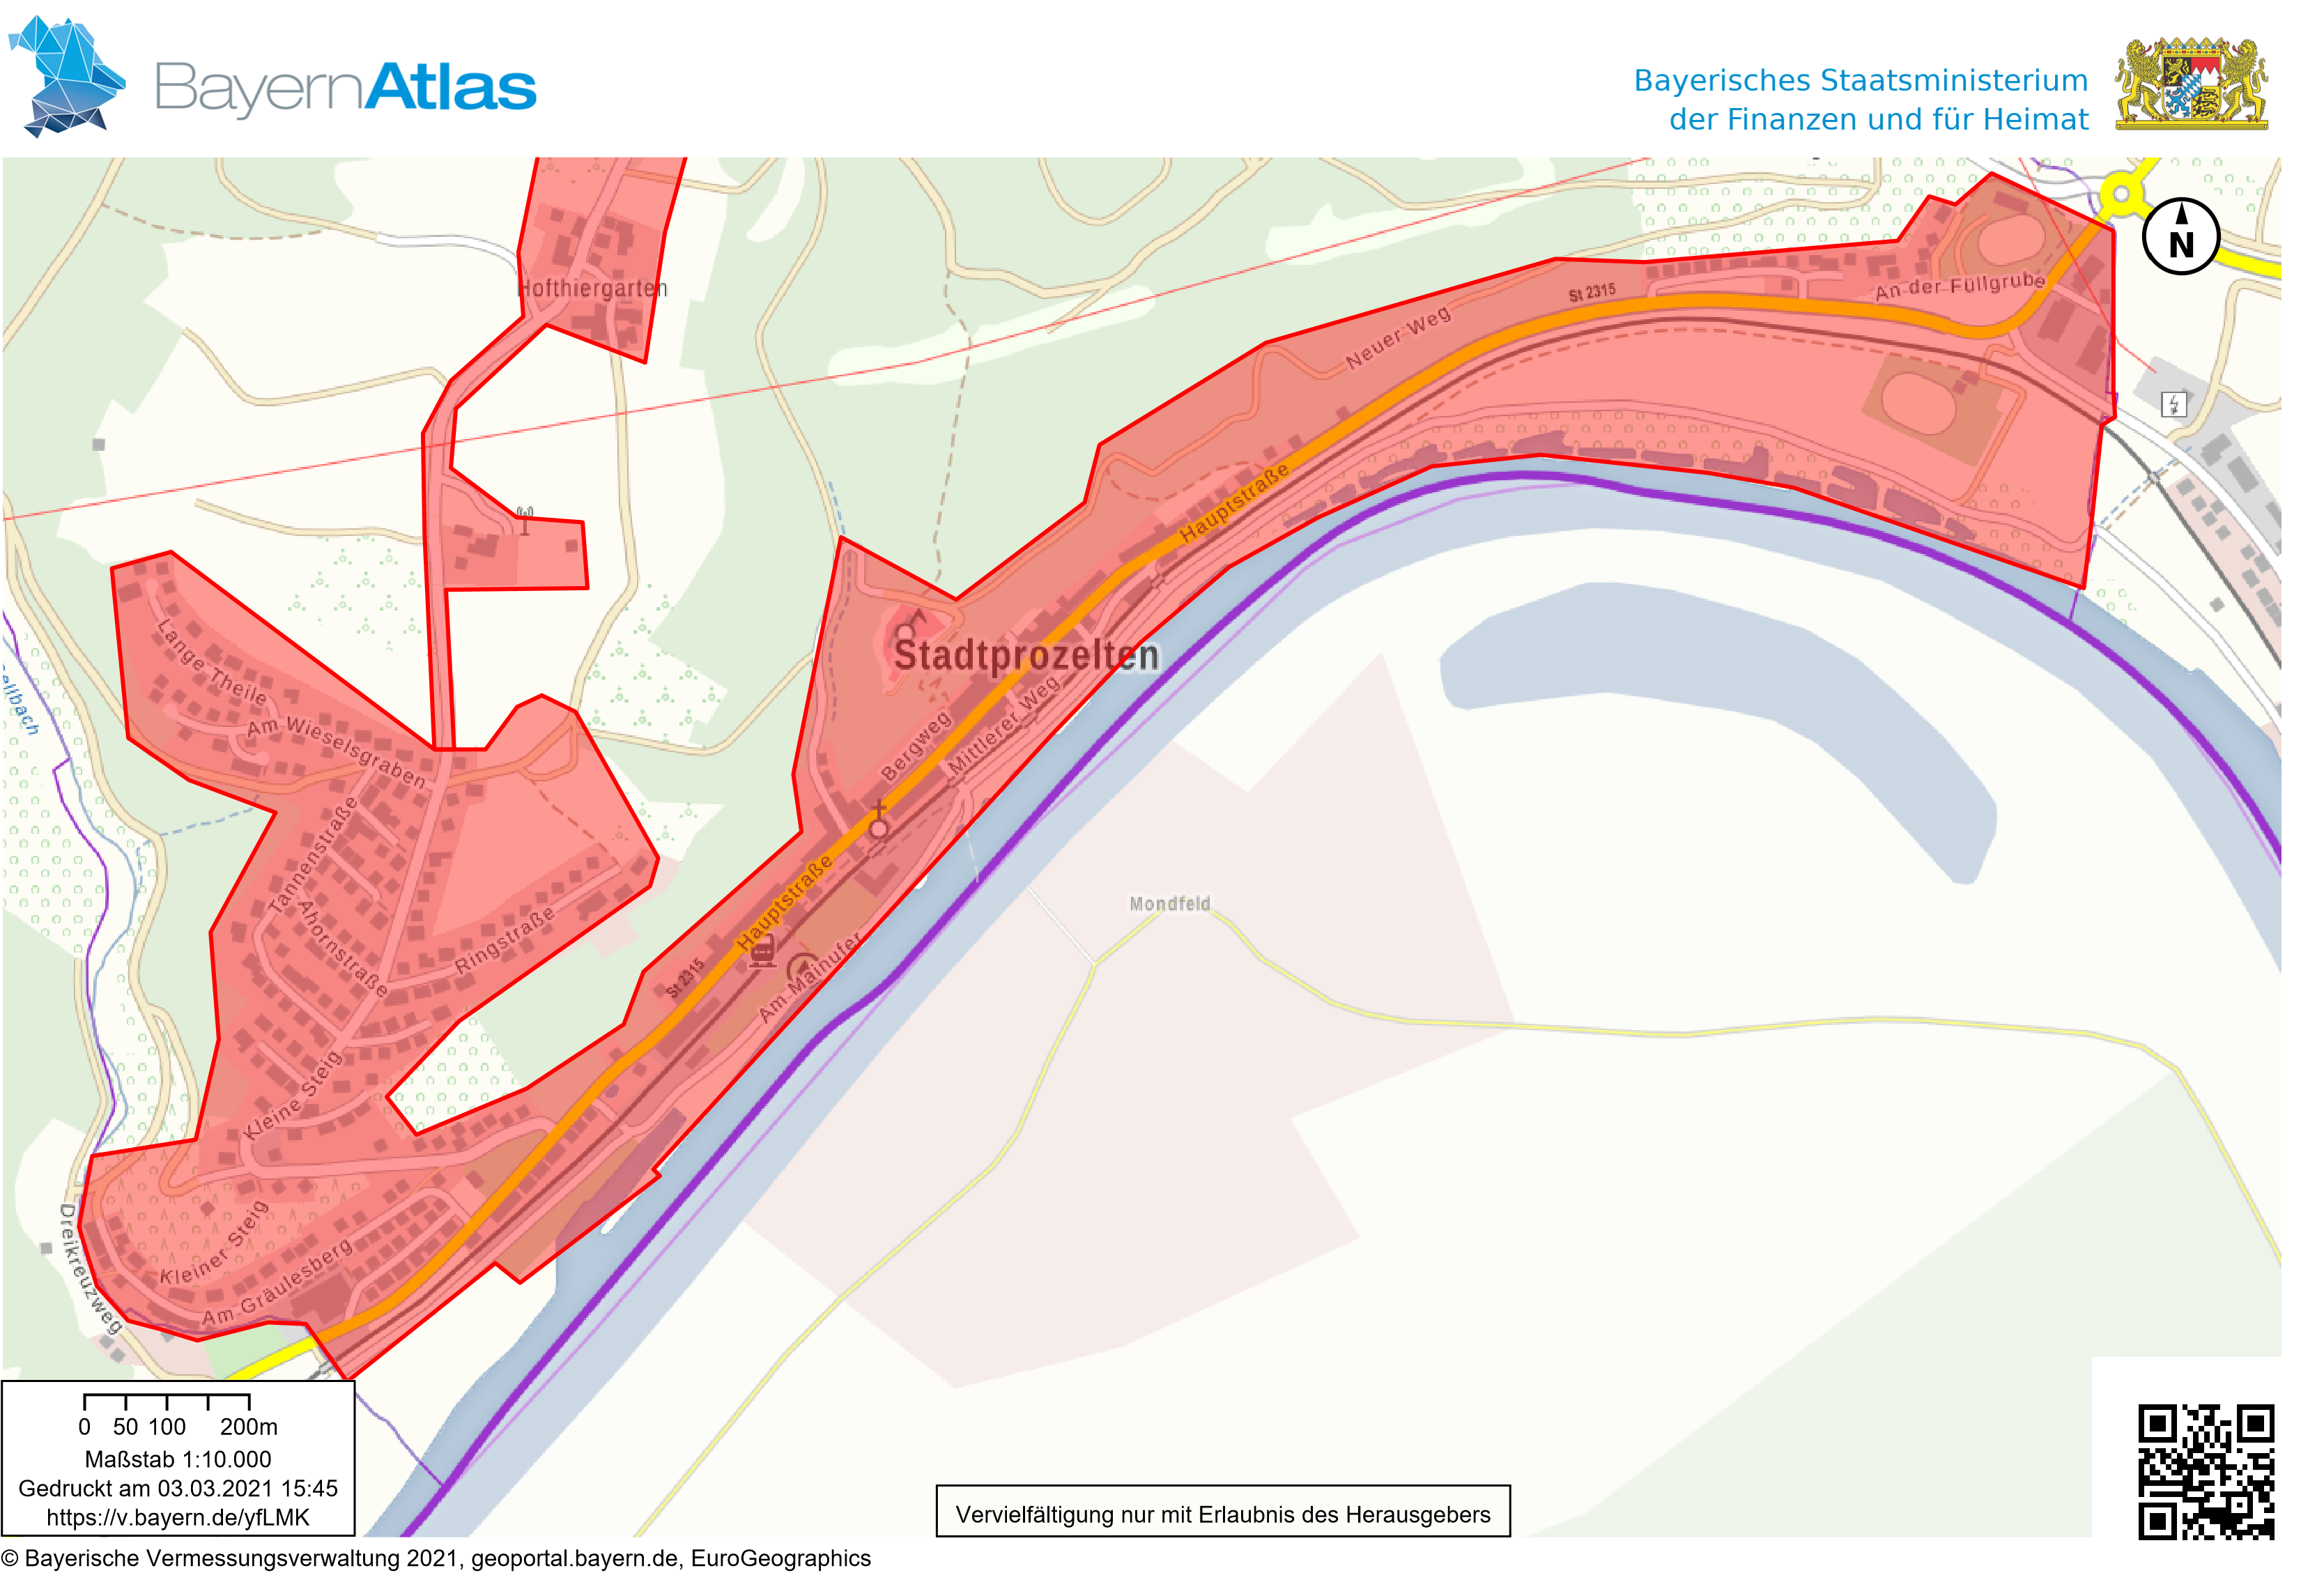 BayernAtlas
Bayerisches Staatsministerium
der Finanzen und für Heimat
N
Hofthiergarten
St 2315
An der Füllgrube
Neuer Weg
Hauptstraße
Stadtprozelten
Lange Theile
Am Wieselsgraben
Bergweg
Mittlerer Weg
Tannenstraße
Ahornstraße
Ringstraße
Hauptstraße
St 2315
Am Mainufer
Mondfeld
Kleine Steig
Kleiner Steig
Am Gräulesberg
Dreikreuzweg
0 50 100 200m
Maßstab 1:10.000
Gedruckt am 03.03.2021 15:45
https://v.bayern.de/yfLMK
Vervielfältigung nur mit Erlaubnis des Herausgebers
© Bayerische Vermessungsverwaltung 2021, geoportal.bayern.de, EuroGeographics